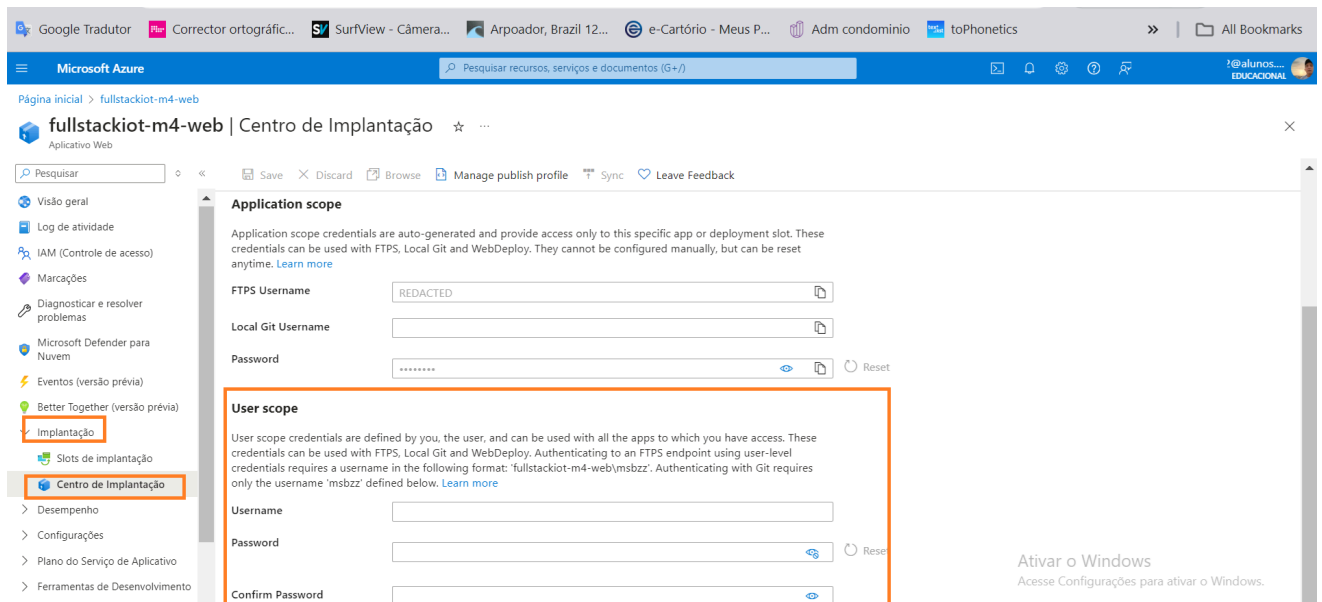 Google Tradutor Corrector ortográfic... SurfView - Câmera... Arpoador, Brazil 12... e-Cartório - Meus P... Adm condominio toPhonetics » All Bookmarks
Microsoft Azure
Pesquisar recursos, serviços e documentos (G+/)
?@alunos....
EDUCACIONAL
Página inicial > fullstackiot-m4-web
fullstackiot-m4-web | Centro de Implantação
Aplicativo Web
Pesquisar
Visão geral
Log de atividade
IAM (Controle de acesso)
Marcações
Diagnosticar e resolver
problemas
Microsoft Defender para
Nuvem
Eventos (versão prévia)
Better Together (versão prévia)
Implantação
Slots de implantação
Centro de Implantação
Desempenho
Configurações
Plano do Serviço de Aplicativo
Ferramentas de Desenvolvimento
Save Discard Browse Manage publish profile Sync Leave Feedback
Application scope
Application scope credentials are auto-generated and provide access only to this specific app or deployment slot. These
credentials can be used with FTPS, Local Git and WebDeploy. They cannot be configured manually, but can be reset
anytime. Learn more
FTPS Username
REDACTED
Local Git Username
Password
........
Reset
User scope
User scope credentials are defined by you, the user, and can be used with all the apps to which you have access. These
credentials can be used with FTPS, Local Git and WebDeploy. Authenticating to an FTPS endpoint using user-level
credentials requires a username in the following format: 'fullstackiot-m4-web\msbzz'. Authenticating with Git requires
only the username 'msbzz' defined below. Learn more
Username
Password
Reset
Confirm Password
Ativar o Windows
Acesse Configurações para ativar o Windows.